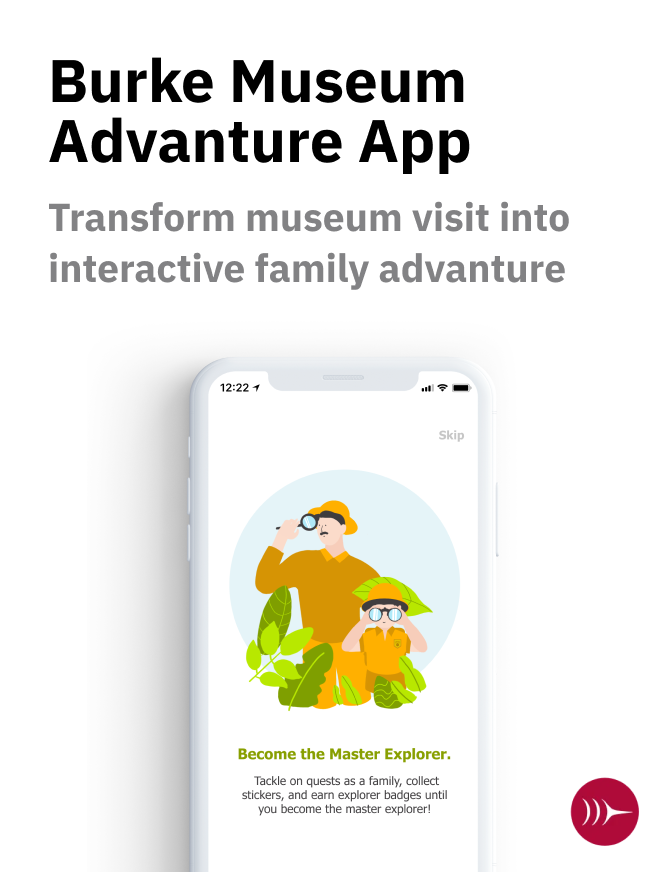 Burke Museum
Advanture App
Transform museum visit into
interactive family advanture
12:22
Skip
Become the Master Explorer.
Tackle on quests as a family, collect
stickers, and earn explorer badges until
you become the master explorer!